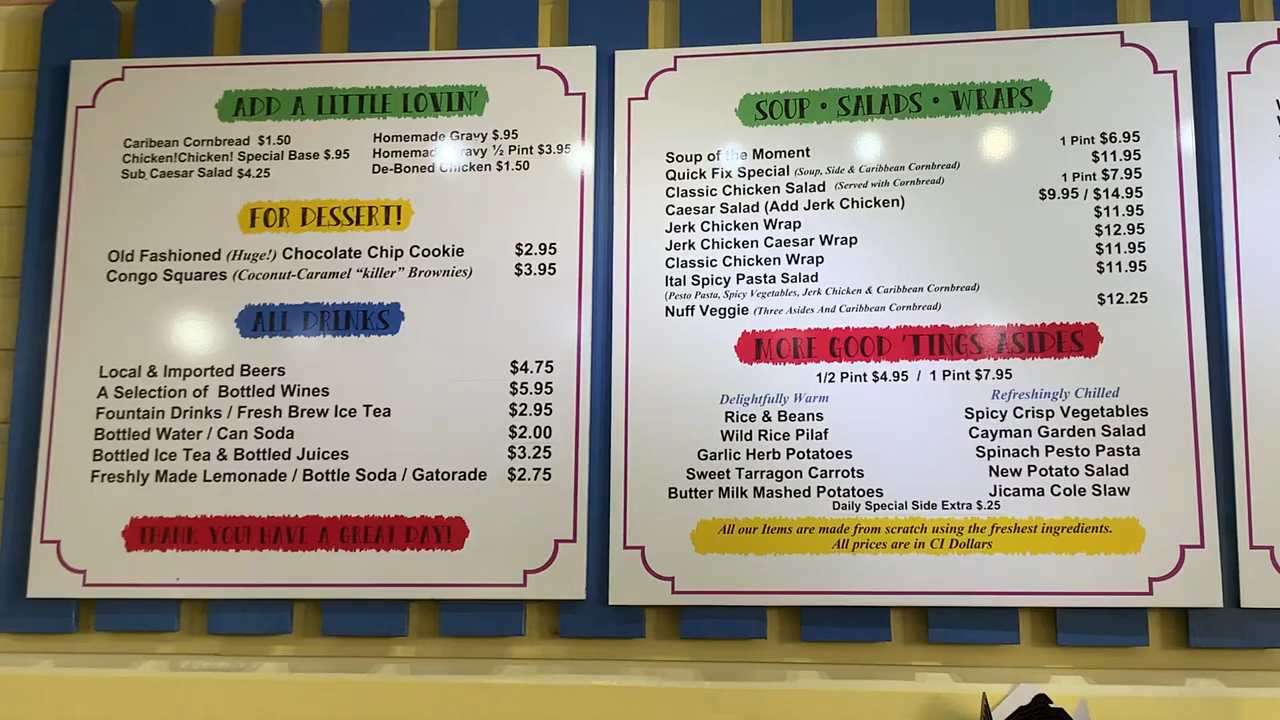 ADD A LITTLE LOVIN'
Caribean Cornbread $1.50
Chicken!Chicken! Special Base $.95
Sub Caesar Salad $4.25
Homemade Gravy $.95
Homemade Gravy ½ Pint $3.95
De-Boned Chicken $1.50
FOR DESSERT!
Old Fashioned (Huge!) Chocolate Chip Cookie $2.95
Congo Squares (Coconut-Caramel “killer” Brownies) $3.95
ALL DRINKS
Local & Imported Beers $4.75
A Selection of Bottled Wines $5.95
Fountain Drinks / Fresh Brew Ice Tea $2.95
Bottled Water / Can Soda $2.00
Bottled Ice Tea & Bottled Juices $3.25
Freshly Made Lemonade / Bottle Soda / Gatorade $2.75
THANK YOU! HAVE A GREAT DAY!
SOUP • SALADS • WRAPS
Soup of the Moment 1 Pint $6.95
Quick Fix Special (Soup, Side & Caribbean Cornbread) $11.95
Classic Chicken Salad (Served with Cornbread) 1 Pint $7.95
Caesar Salad (Add Jerk Chicken) $9.95 / $14.95
Jerk Chicken Wrap $11.95
Jerk Chicken Caesar Wrap $12.95
Classic Chicken Wrap $11.95
Ital Spicy Pasta Salad $11.95
(Pesto Pasta, Spicy Vegetables, Jerk Chicken & Caribbean Cornbread)
Nuff Veggie (Three Asides And Caribbean Cornbread) $12.25
MORE GOOD 'TINGS ASIDES
1/2 Pint $4.95 / 1 Pint $7.95
Delightfully Warm
Rice & Beans
Wild Rice Pilaf
Garlic Herb Potatoes
Sweet Tarragon Carrots
Butter Milk Mashed Potatoes
Refreshingly Chilled
Spicy Crisp Vegetables
Cayman Garden Salad
Spinach Pesto Pasta
New Potato Salad
Jicama Cole Slaw
Daily Special Side Extra $.25
All our Items are made from scratch using the freshest ingredients.
All prices are in CI Dollars